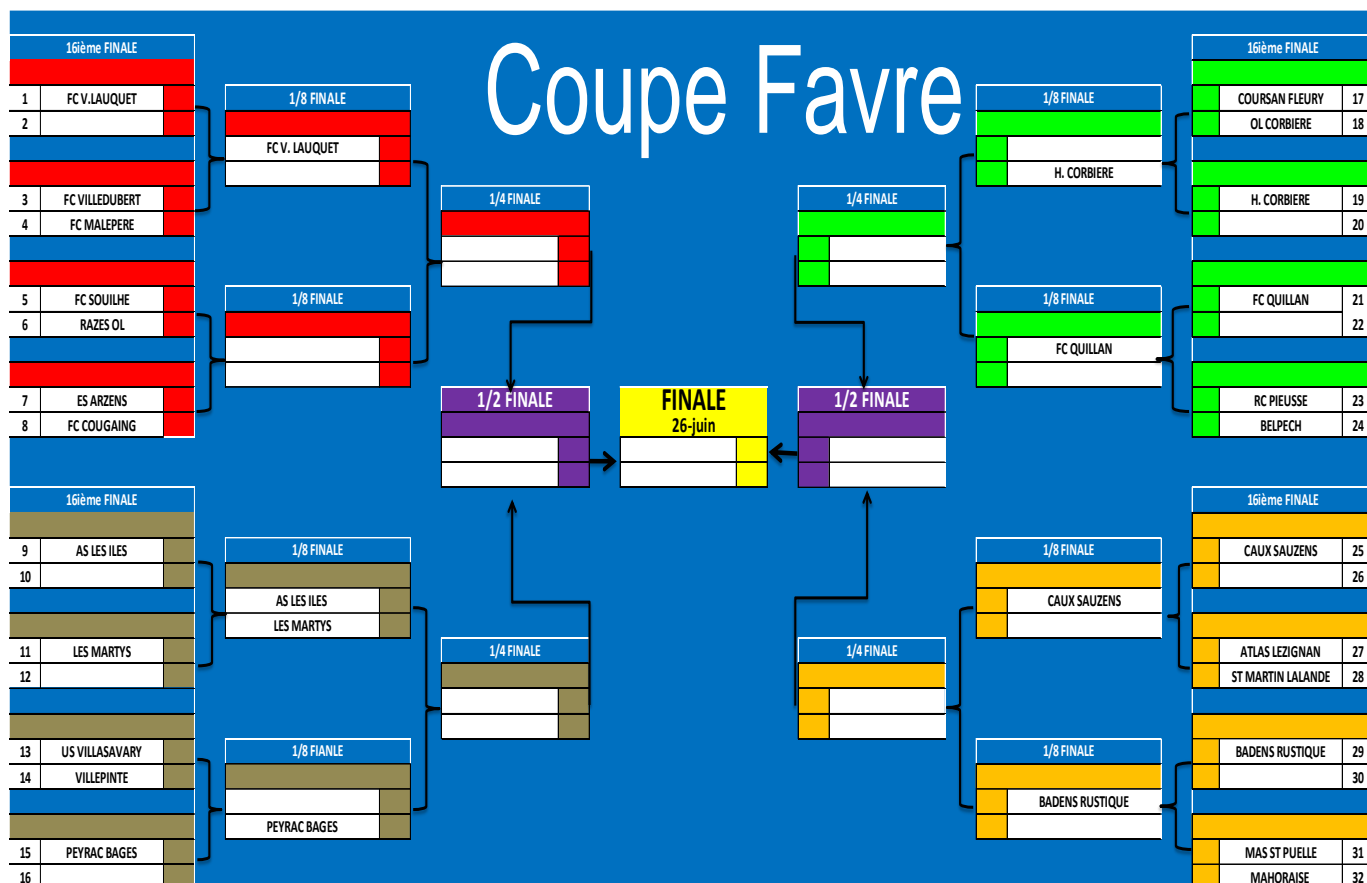 Coupe Favre
16ième FINALE
1 FC V.LAUQUET
2
3 FC VILLEDUBERT
4 FC MALEPERE
5 FC SOUILHE
6 RAZES OL
7 ES ARZENS
8 FC COUGAING
1/8 FINALE
FC V. LAUQUET
1/8 FINALE
1/4 FINALE
1/2 FINALE
FINALE
26-juin
1/2 FINALE
1/4 FINALE
1/8 FINALE
H. CORBIERE
1/8 FINALE
FC QUILLAN
16ième FINALE
COURSAN FLEURY 17
OL CORBIERE 18
H. CORBIERE 19
20
FC QUILLAN 21
22
RC PIEUSSE 23
BELPECH 24
16ième FINALE
9 AS LES ILES
10
11 LES MARTYS
12
13 US VILLASAVARY
14 VILLEPINTE
15 PEYRAC BAGES
16
1/8 FINALE
AS LES ILES
LES MARTYS
1/8 FIANLE
PEYRAC BAGES
1/4 FINALE
1/4 FINALE
1/8 FINALE
CAUX SAUZENS
1/8 FINALE
BADENS RUSTIQUE
16ième FINALE
CAUX SAUZENS 25
26
ATLAS LEZIGNAN 27
ST MARTIN LALANDE 28
BADENS RUSTIQUE 29
30
MAS ST PUELLE 31
MAHORAISE 32